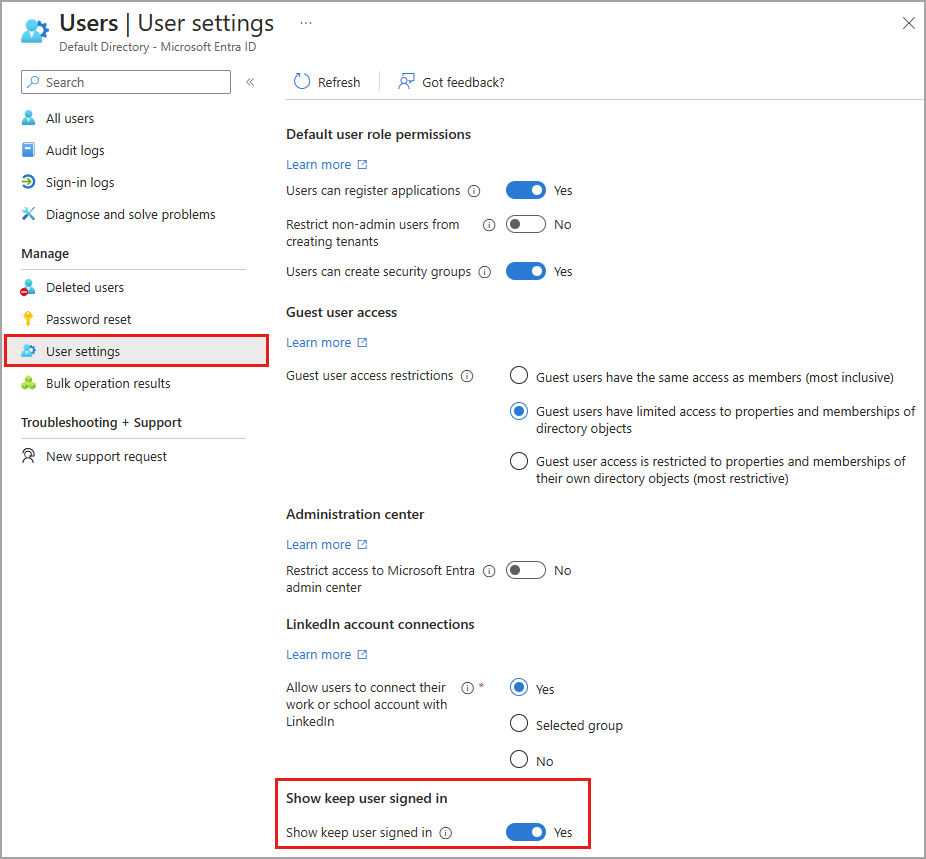 Users | User settings ...
Default Directory - Microsoft Entra ID
Search
«
All users
Audit logs
Sign-in logs
Diagnose and solve problems
Manage
Deleted users
Password reset
User settings
Bulk operation results
Troubleshooting + Support
New support request
Refresh
Got feedback?
Default user role permissions
Learn more
Users can register applications
Yes
Restrict non-admin users from
creating tenants
No
Users can create security groups
Yes
Guest user access
Learn more
Guest user access restrictions
Guest users have the same access as members (most inclusive)
Guest users have limited access to properties and memberships of
directory objects
Guest user access is restricted to properties and memberships of
their own directory objects (most restrictive)
Administration center
Learn more
Restrict access to Microsoft Entra
admin center
No
LinkedIn account connections
Learn more
Allow users to connect their
work or school account with
LinkedIn
*
Yes
Selected group
No
Show keep user signed in
Show keep user signed in
Yes